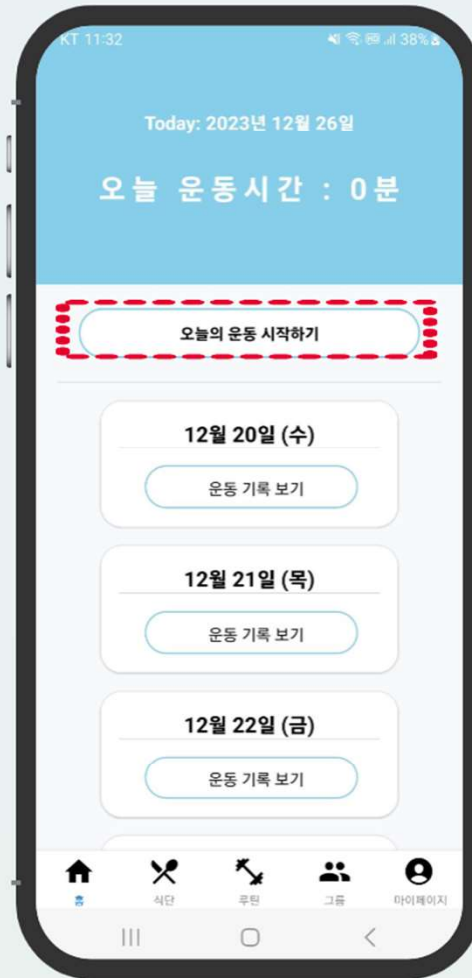 KT 11:32 38%
Today: 2023년 12월 26일
오늘 운동시간 : 0분
오늘의 운동 시작하기
12월 20일 (수)
운동 기록 보기
12월 21일 (목)
운동 기록 보기
12월 22일 (금)
운동 기록 보기
홈 식단 루틴 그룹 마이페이지